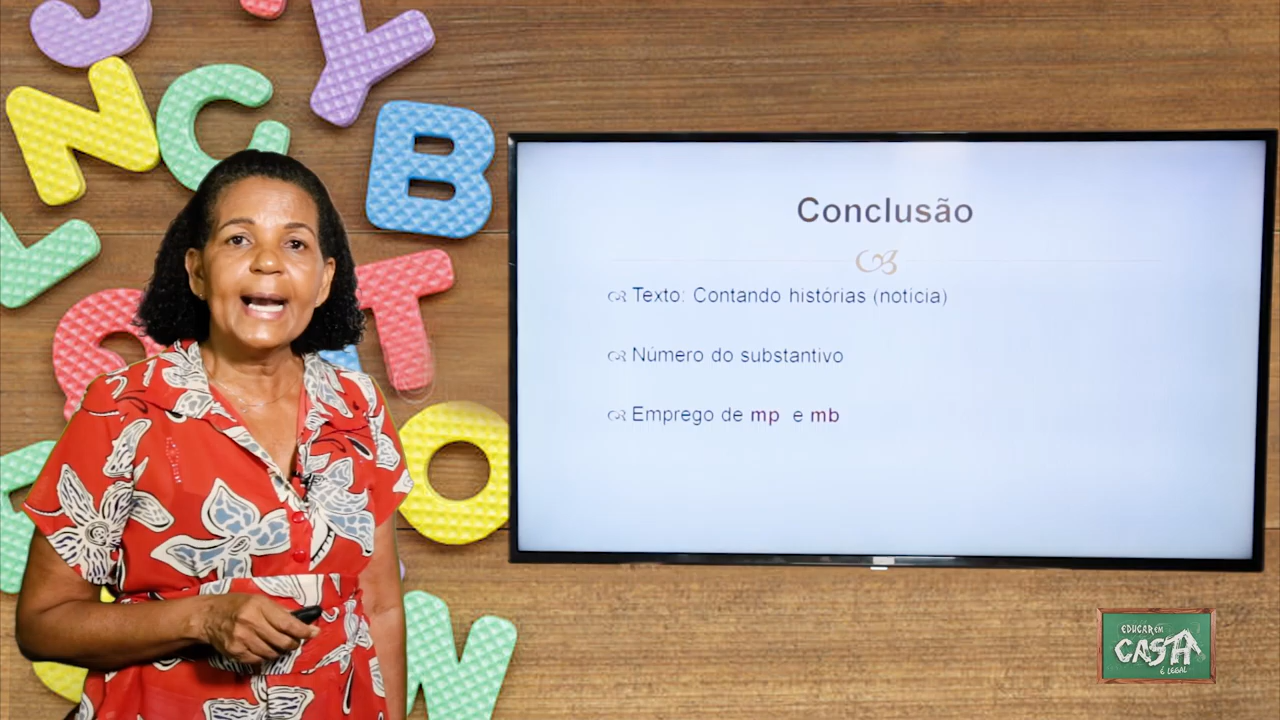 Conclusão
Texto: Contando histórias (notícia)
Número do substantivo
Emprego de mp e mb
J
Y
N
C
B
L
T
O
W
EDUCAR EM
CASA
É LEGAL